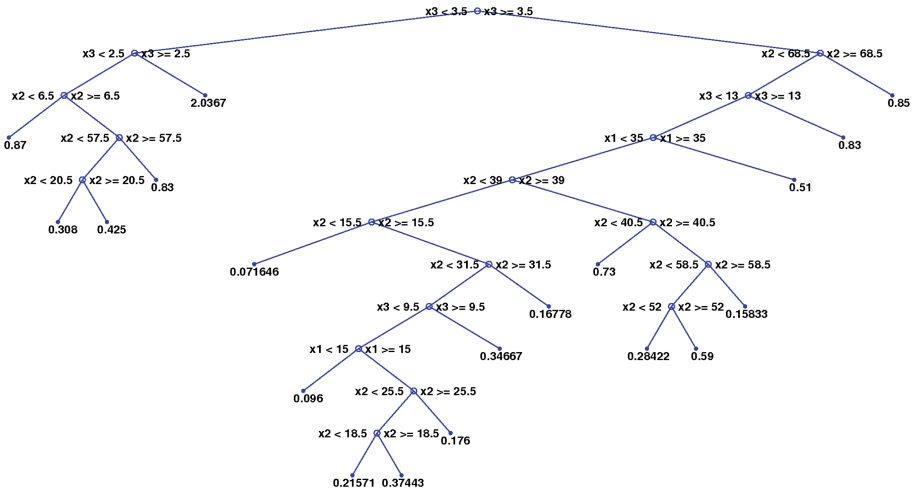 x3 < 3.5 x3 >= 3.5
x3 < 2.5 x3 >= 2.5
x2 < 68.5 x2 >= 68.5
x2 < 6.5 x2 >= 6.5
2.0367
x3 < 13 x3 >= 13
0.85
0.87
x2 < 57.5 x2 >= 57.5
x1 < 35 x1 >= 35
0.83
x2 < 20.5 x2 >= 20.5
0.83
x2 < 39 x2 >= 39
0.51
0.308
0.425
x2 < 15.5 x2 >= 15.5
x2 < 40.5 x2 >= 40.5
0.071646
x2 < 31.5 x2 >= 31.5
0.73
x2 < 58.5 x2 >= 58.5
x3 < 9.5 x3 >= 9.5
0.16778
x2 < 52 x2 >= 52
0.15833
x1 < 15 x1 >= 15
0.34667
0.28422
0.59
0.096
x2 < 25.5 x2 >= 25.5
x2 < 18.5 x2 >= 18.5
0.176
0.21571
0.37443